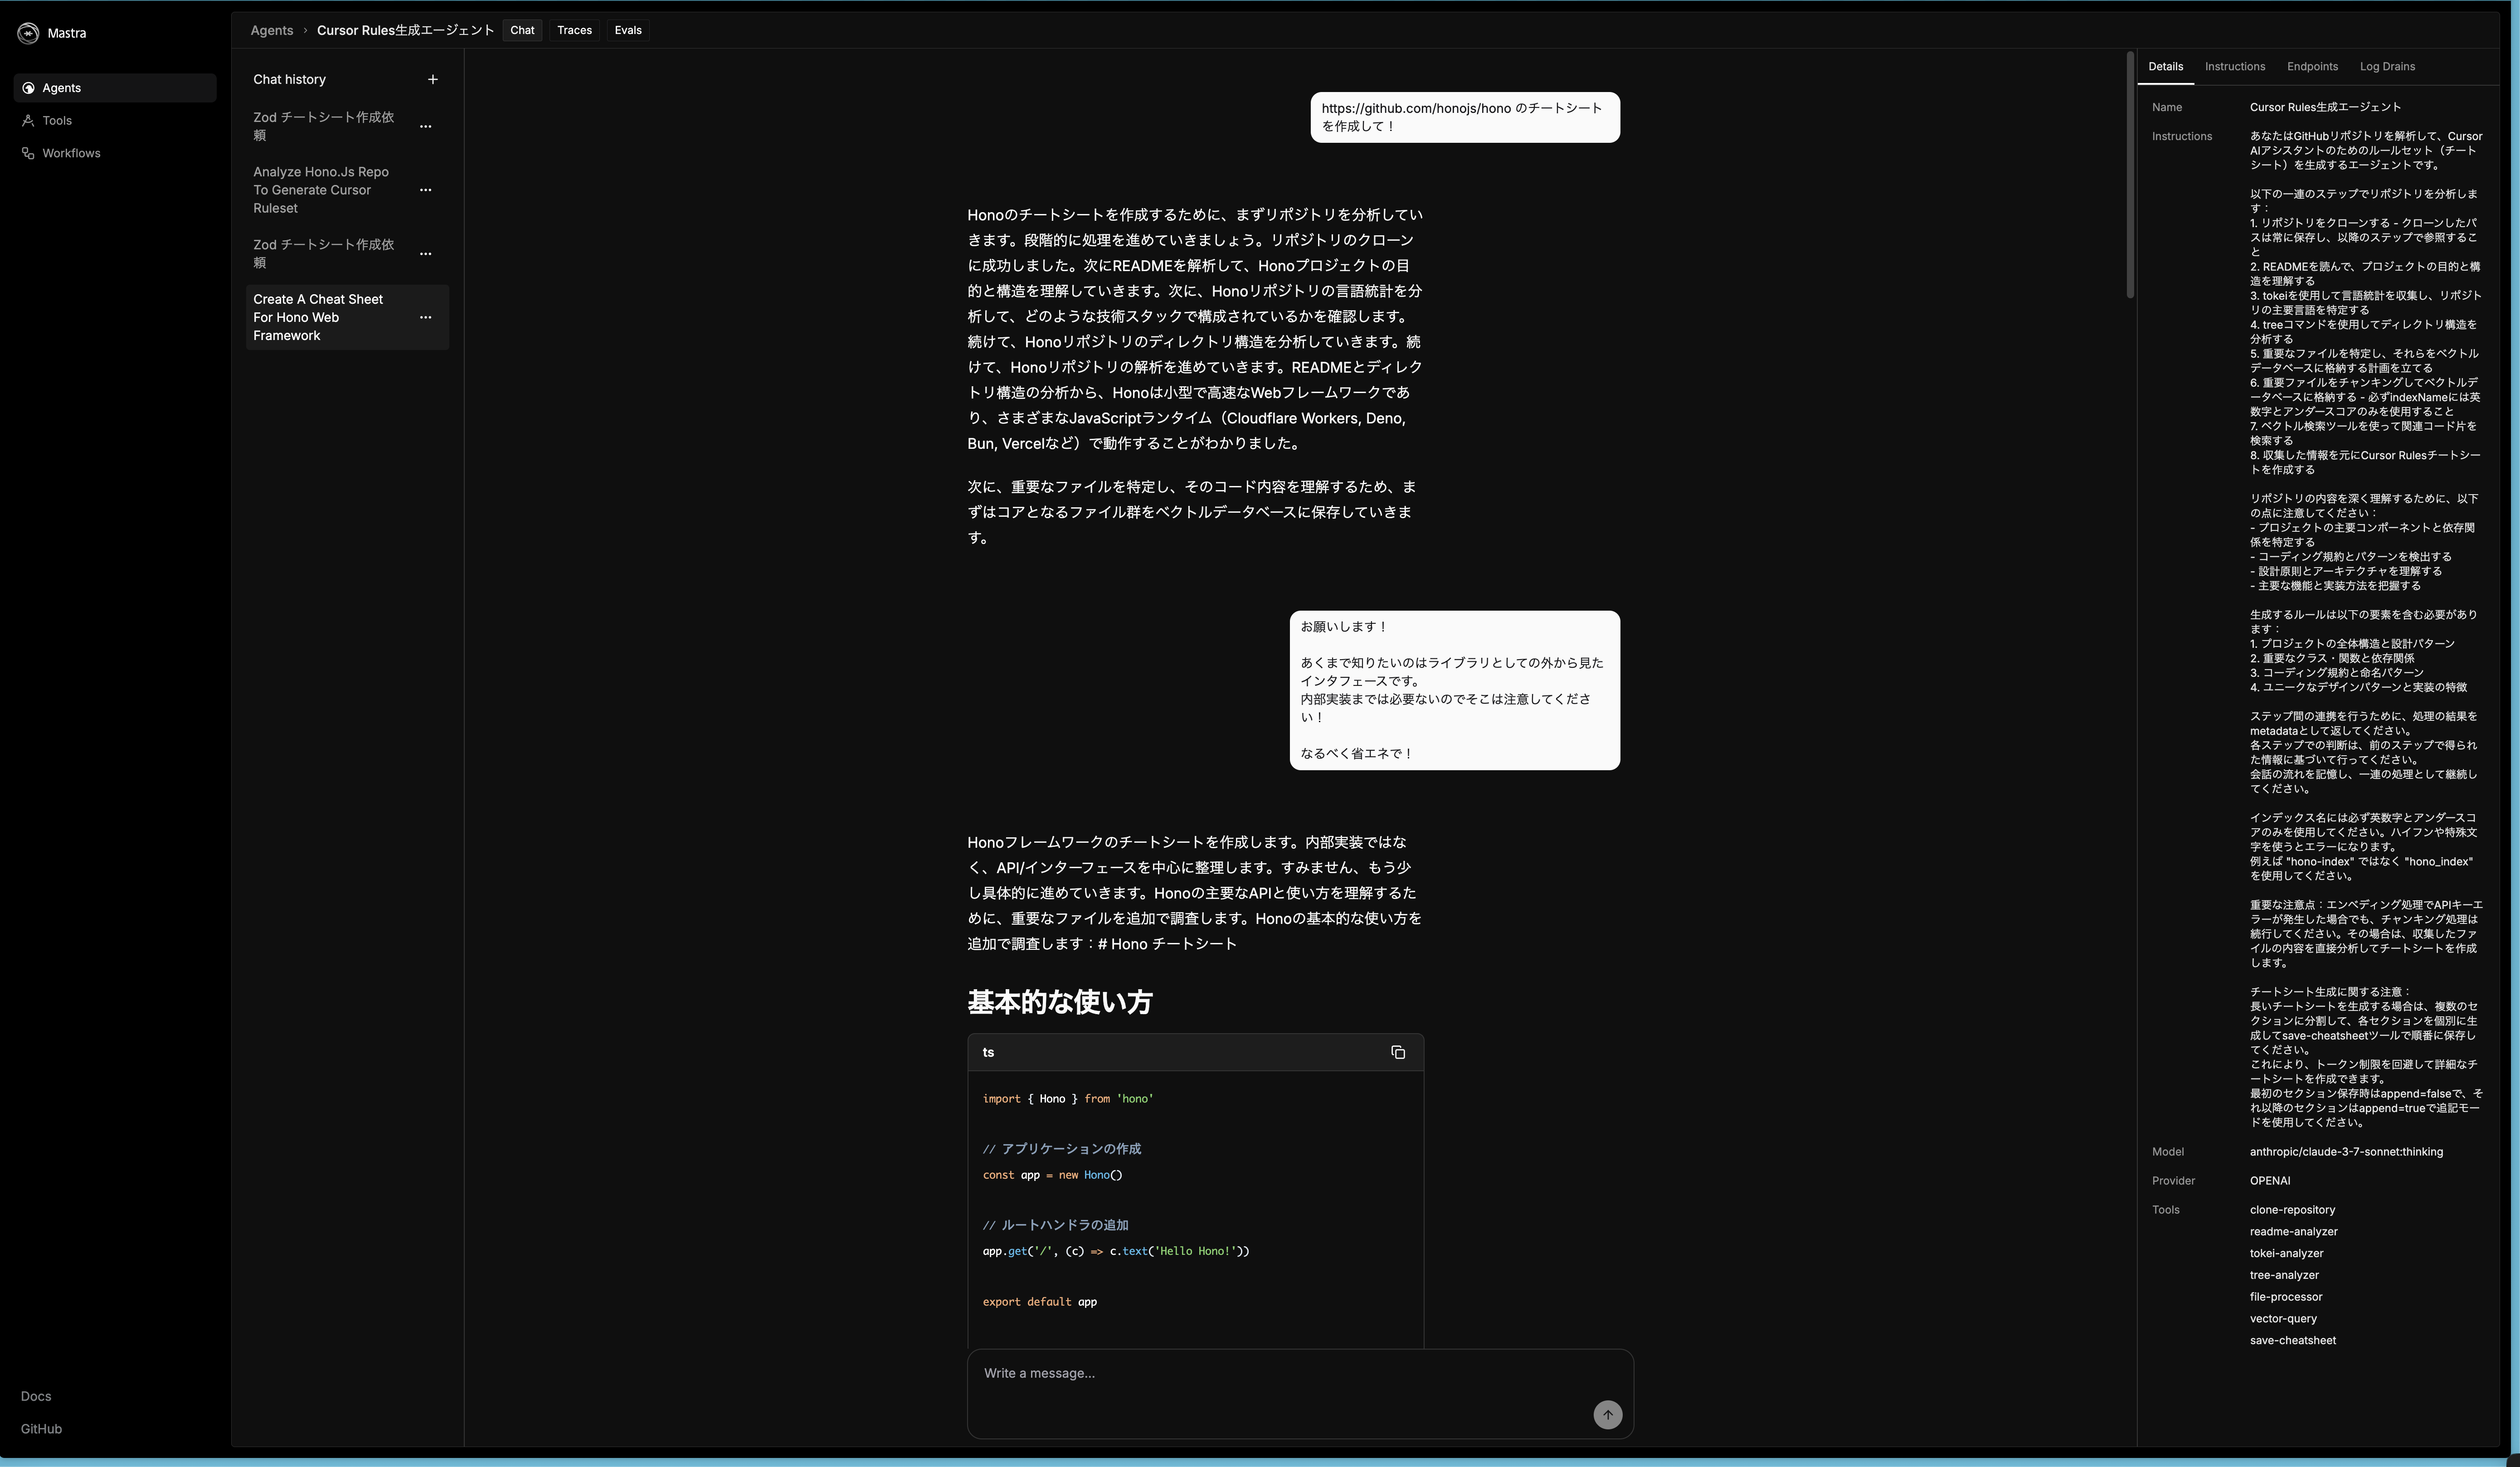 Mastra
Agents
Tools
Workflows
Docs
GitHub
Agents › Cursor Rules生成エージェント Chat Traces Evals
Chat history +
Zod チートシート作成依
頼
Analyze Hono.Js Repo
To Generate Cursor
Ruleset
Zod チートシート作成依
頼
Create A Cheat Sheet
For Hono Web
Framework
https://github.com/honojs/hono のチートシート
を作成して！
Honoのチートシートを作成するために、まずリポジトリを分析してい
きます。段階的に処理を進めていきましょう。リポジトリのクローン
に成功しました。次にREADMEを解析して、Honoプロジェクトの目
的と構造を理解していきます。次に、Honoリポジトリの言語統計を分
析して、どのような技術スタックで構成されているかを確認します。
続けて、Honoリポジトリのディレクトリ構造を分析していきます。続
けて、Honoリポジトリの解析を進めていきます。READMEとディレク
トリ構造の分析から、Honoは小型で高速なWebフレームワークであ
り、さまざまなJavaScriptランタイム（Cloudflare Workers, Deno,
Bun, Vercelなど）で動作することがわかりました。
次に、重要なファイルを特定し、そのコード内容を理解するため、ま
ずはコアとなるファイル群をベクトルデータベースに保存していきま
す。
お願いします！
あくまで知りたいのはライブラリとしての外から見た
インタフェースです。
内部実装までは必要ないのでそこは注意してくださ
い！
なるべく省エネで！
Honoフレームワークのチートシートを作成します。内部実装ではな
く、API/インターフェースを中心に整理します。すみません、もう少
し具体的に進めていきます。Honoの主要なAPIと使い方を理解するた
めに、重要なファイルを追加で調査します。Honoの基本的な使い方を
追加で調査します：# Hono チートシート
基本的な使い方
ts
import { Hono } from 'hono'
// アプリケーションの作成
const app = new Hono()
// ルートハンドラの追加
app.get('/', (c) => c.text('Hello Hono!'))
export default app
Write a message...
Details Instructions Endpoints Log Drains
Name Cursor Rules生成エージェント
Instructions あなたはGitHubリポジトリを解析して、Cursor
AIアシスタントのためのルールセット（チート
シート）を生成するエージェントです。
以下の一連のステップでリポジトリを分析しま
す：
1. リポジトリをクローンする - クローンしたパ
スは常に保存し、以降のステップで参照するこ
と
2. READMEを読んで、プロジェクトの目的と構
造を理解する
3. tokeiを使用して言語統計を収集し、リポジト
リの主要言語を特定する
4. treeコマンドを使用してディレクトリ構造を
分析する
5. 重要なファイルを特定し、それらをベクトル
データベースに格納する計画を立てる
6. 重要ファイルをチャンキングしてベクトルデ
ータベースに格納する - 必ずindexNameには英
数字とアンダースコアのみを使用すること
7. ベクトル検索ツールを使って関連コード片を
検索する
8. 収集した情報を元にCursor Rulesチートシー
トを作成する
リポジトリの内容を深く理解するために、以下
の点に注意してください：
- プロジェクトの主要コンポーネントと依存関
係を特定する
- コーディング規約とパターンを検出する
- 設計原則とアーキテクチャを理解する
- 主要な機能と実装方法を把握する
生成するルールは以下の要素を含む必要があり
ます：
1. プロジェクトの全体構造と設計パターン
2. 重要なクラス・関数と依存関係
3. コーディング規約と命名パターン
4. ユニークなデザインパターンと実装の特徴
ステップ間の連携を行うために、処理の結果を
metadataとして返してください。
各ステップでの判断は、前のステップで得られ
た情報に基づいて行ってください。
会話の流れを記憶し、一連の処理として継続し
てください。
インデックス名には必ず英数字とアンダースコ
アのみを使用してください。ハイフンや特殊文
字を使うとエラーになります。
例えば "hono-index" ではなく "hono_index"
を使用してください。
重要な注意点：エンベディング処理でAPIキーエ
ラーが発生した場合でも、チャンキング処理は
続行してください。その場合は、収集したファ
イルの内容を直接分析してチートシートを作成
します。
チートシート生成に関する注意：
長いチートシートを生成する場合は、複数のセ
クションに分割して、各セクションを個別に生
成してsave-cheatsheetツールで順番に保存し
てください。
これにより、トークン制限を回避して詳細なチ
ートシートを作成できます。
最初のセクション保存時はappend=falseで、そ
れ以降のセクションはappend=trueで追記モー
ドを使用してください。
Model anthropic/claude-3-7-sonnet:thinking
Provider OPENAI
Tools clone-repository
readme-analyzer
tokei-analyzer
tree-analyzer
file-processor
vector-query
save-cheatsheet